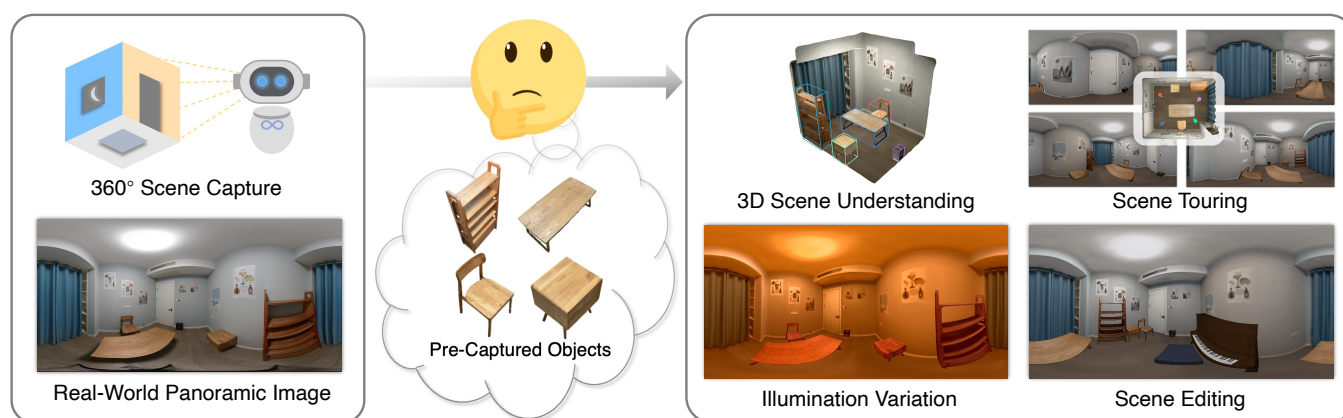 360° Scene Capture
Real-World Panoramic Image
Pre-Captured Objects
3D Scene Understanding
Scene Touring
Illumination Variation
Scene Editing